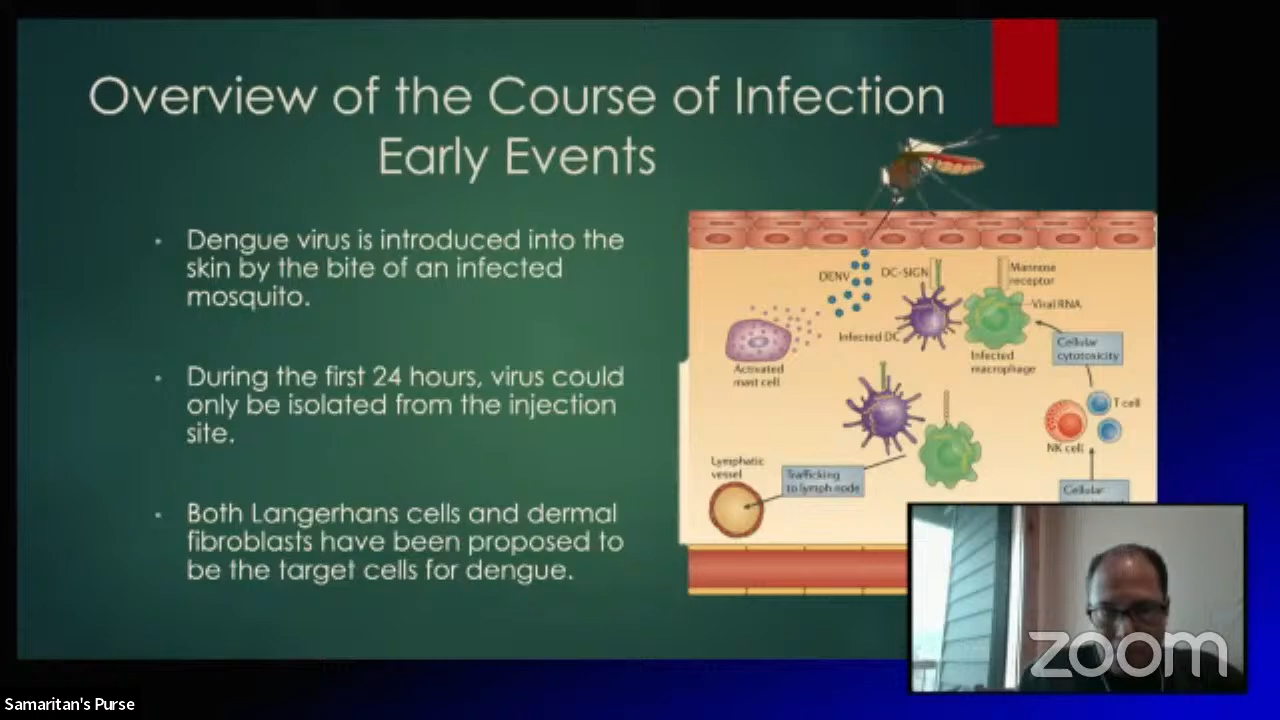 Overview of the Course of Infection
Early Events
• Dengue virus is introduced into the
skin by the bite of an infected
mosquito.
• During the first 24 hours, virus could
only be isolated from the injection
site.
• Both Langerhans cells and dermal
fibroblasts have been proposed to
be the target cells for dengue.
DENV
DC-SIGN
Mannose
receptor
Viral RNA
Infected DC
Infected
macrophage
Cellular
cytotoxicity
Activated
mast cell
T cell
NK cell
Lymphatic
vessel
Trafficking
to lymph node
Cellular
zoom
Samaritan's Purse